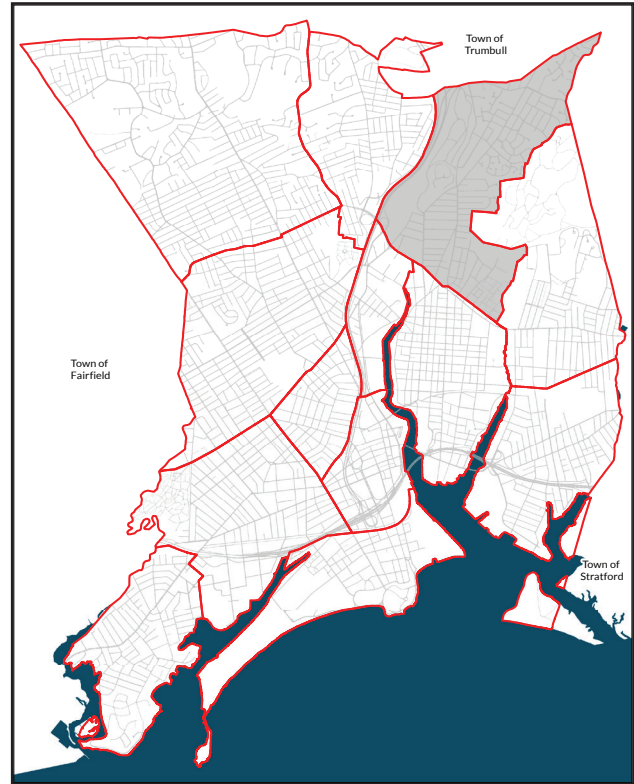 Town of
Trumbull
Town of
Fairfield
Town of
Stratford